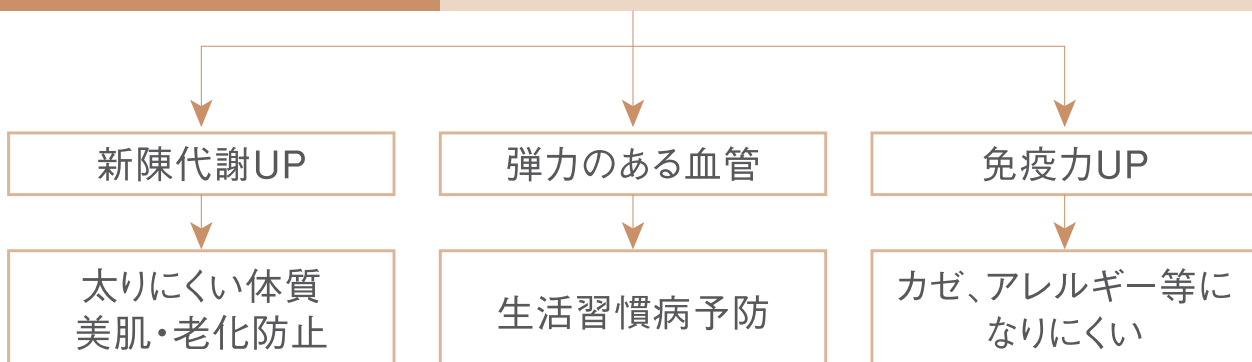 新陳代謝UP
弾力のある血管
免疫力UP
太りにくい体質
美肌・老化防止
生活習慣病予防
カゼ、アレルギー等に
なりにくい